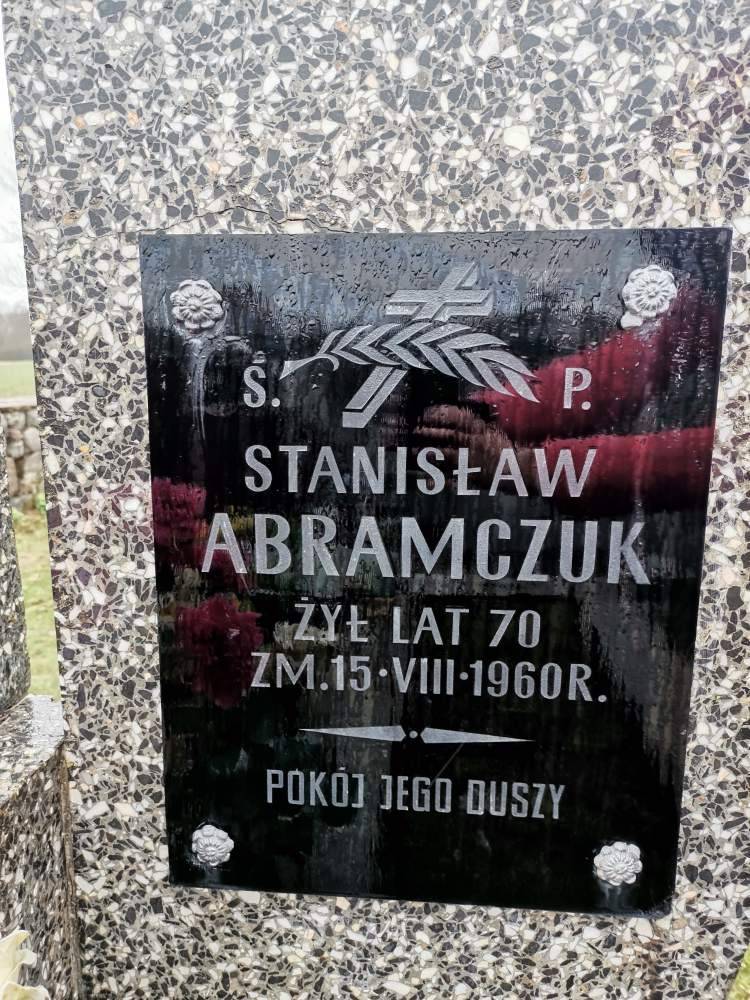 Ś. P.
STANISŁAW
ABRAMCZUK
ŻYŁ LAT 70
ZM.15·VIII·1960R.
POKÓJ JEGO DUSZY